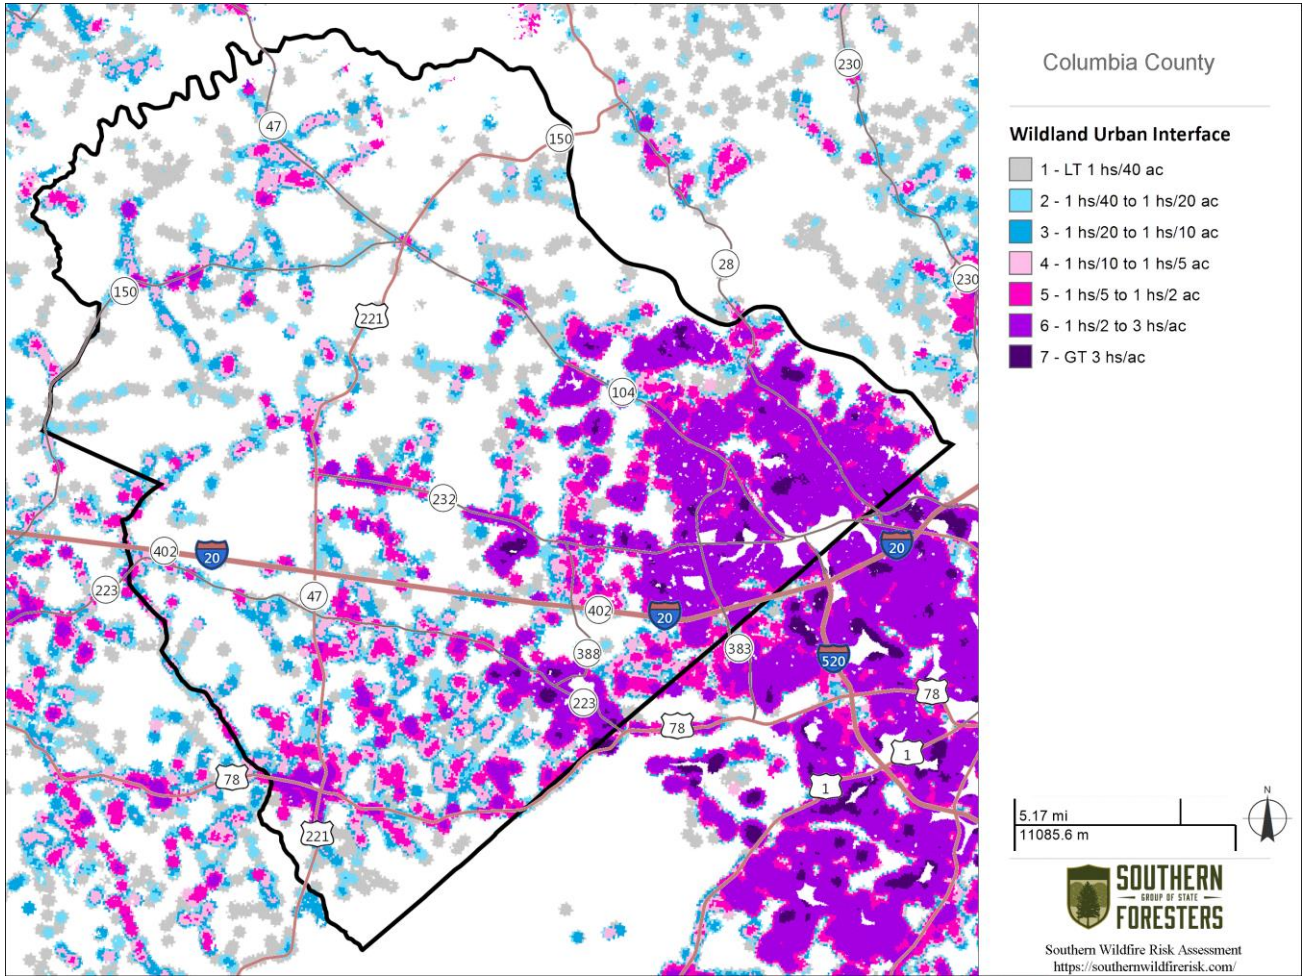 Columbia County
Wildland Urban Interface
1 - LT 1 hs/40 ac
2 - 1 hs/40 to 1 hs/20 ac
3 - 1 hs/20 to 1 hs/10 ac
4 - 1 hs/10 to 1 hs/5 ac
5 - 1 hs/5 to 1 hs/2 ac
6 - 1 hs/2 to 3 hs/ac
7 - GT 3 hs/ac
230
47
150
28
230
150
221
104
232
402
20
20
223
47
402
20
388
383
520
223
78
78
1
78
1
221
N
5.17 mi
11085.6 m
SOUTHERN
GROUP OF STATE
FORESTERS
Southern Wildfire Risk Assessment
https://southernwildfirerisk.com/